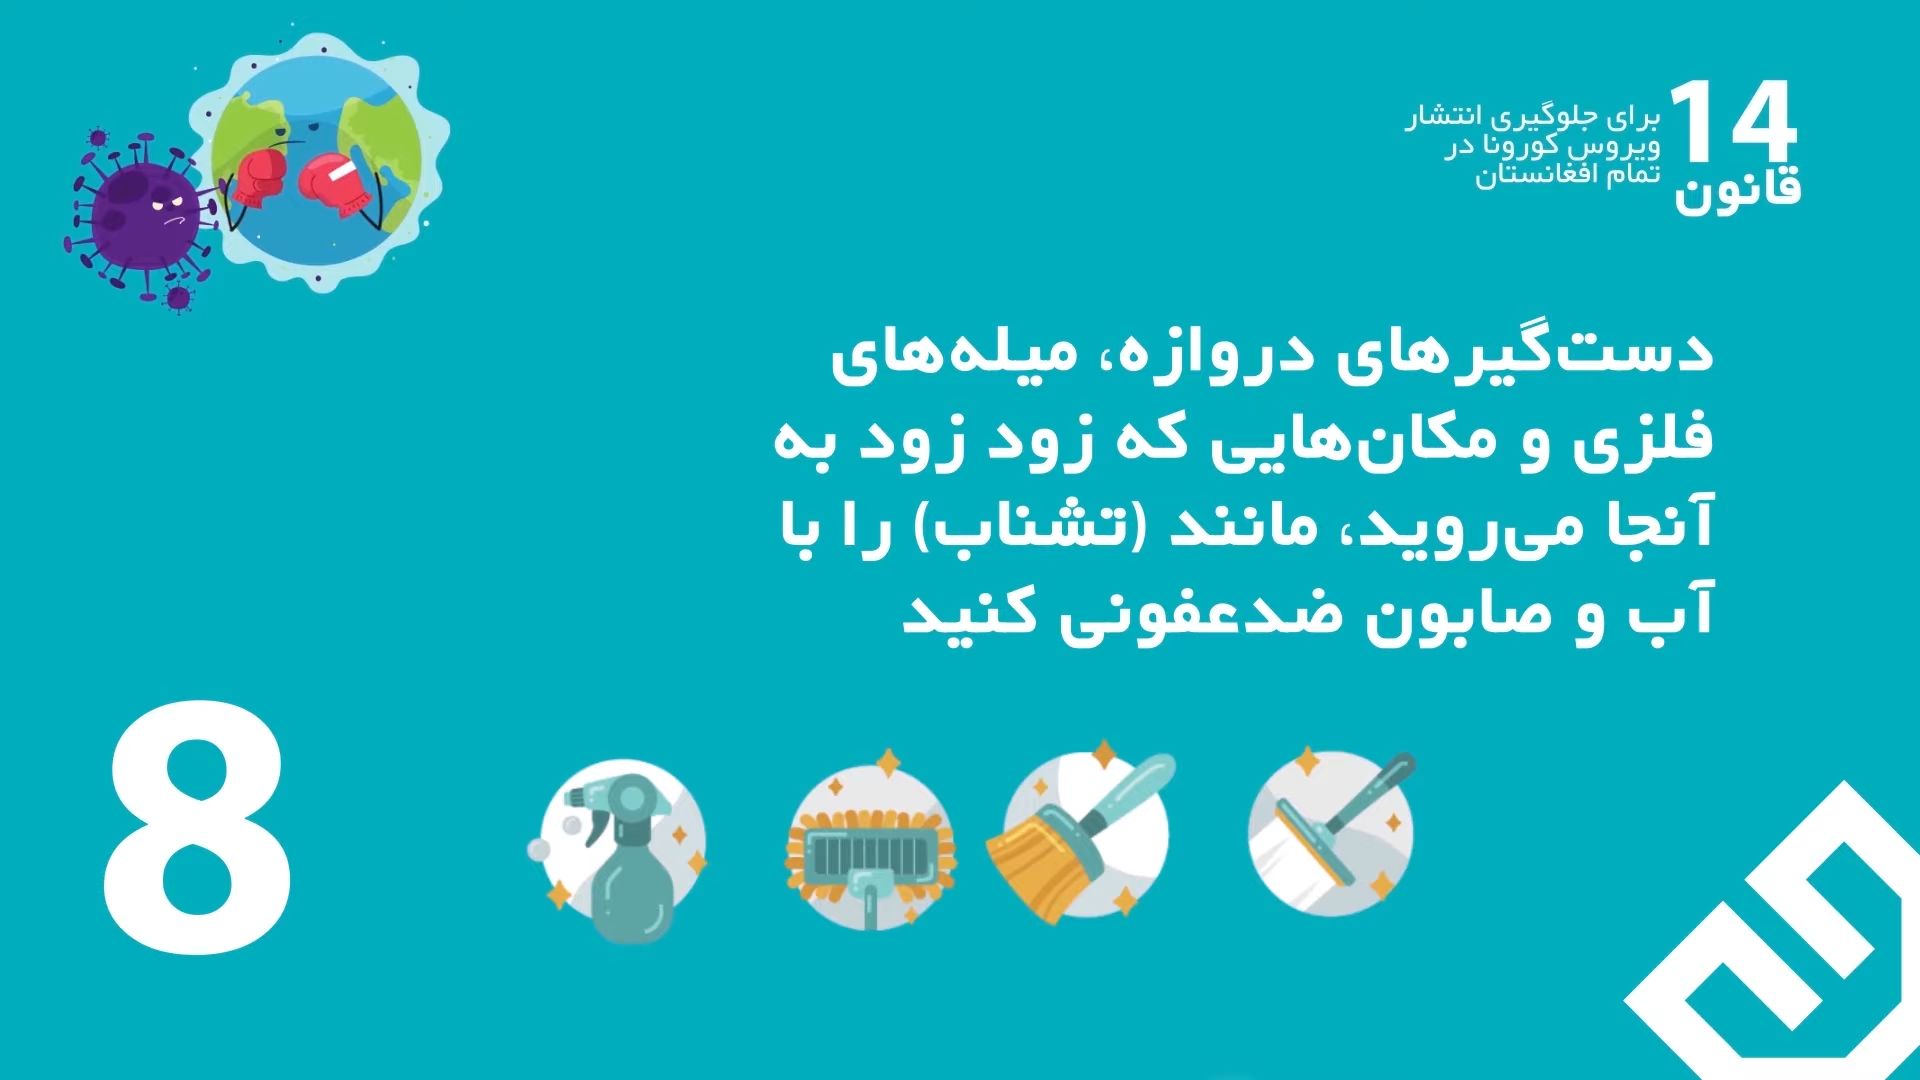 14
قانون
برای جلوگیری انتشار
ویروس کورونا در
تمام افغانستان
دست‌گیرهای دروازه، میله‌های
فلزی و مکان‌هایی که زود زود به
آنجا می‌روید، مانند (تشناب) را با
آب و صابون ضدعفونی کنید
8